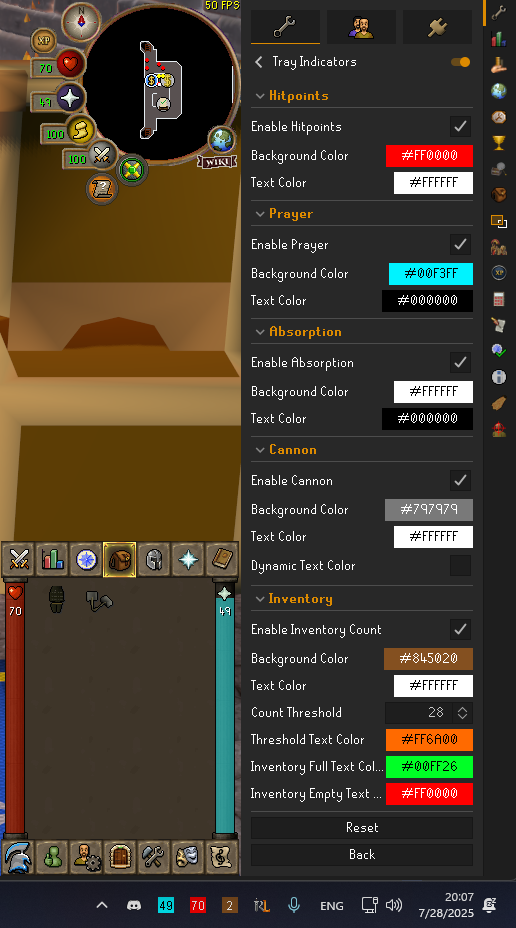 50 FPS
XP
70
49
100
100
WIKI
Tray Indicators
Hitpoints
Enable Hitpoints
Background Color #FF0000
Text Color #FFFFFF
Prayer
Enable Prayer
Background Color #00F3FF
Text Color #000000
Absorption
Enable Absorption
Background Color #FFFFFF
Text Color #000000
Cannon
Enable Cannon
Background Color #797979
Text Color #FFFFFF
Dynamic Text Color
Inventory
Enable Inventory Count
Background Color #845020
Text Color #FFFFFF
Count Threshold 28
Threshold Text Color #FF6A00
Inventory Full Text Col... #00FF26
Inventory Empty Text ... #FF0000
Reset
Back
XP
70
49
49 70 2 RL ENG
20:07
7/28/2025